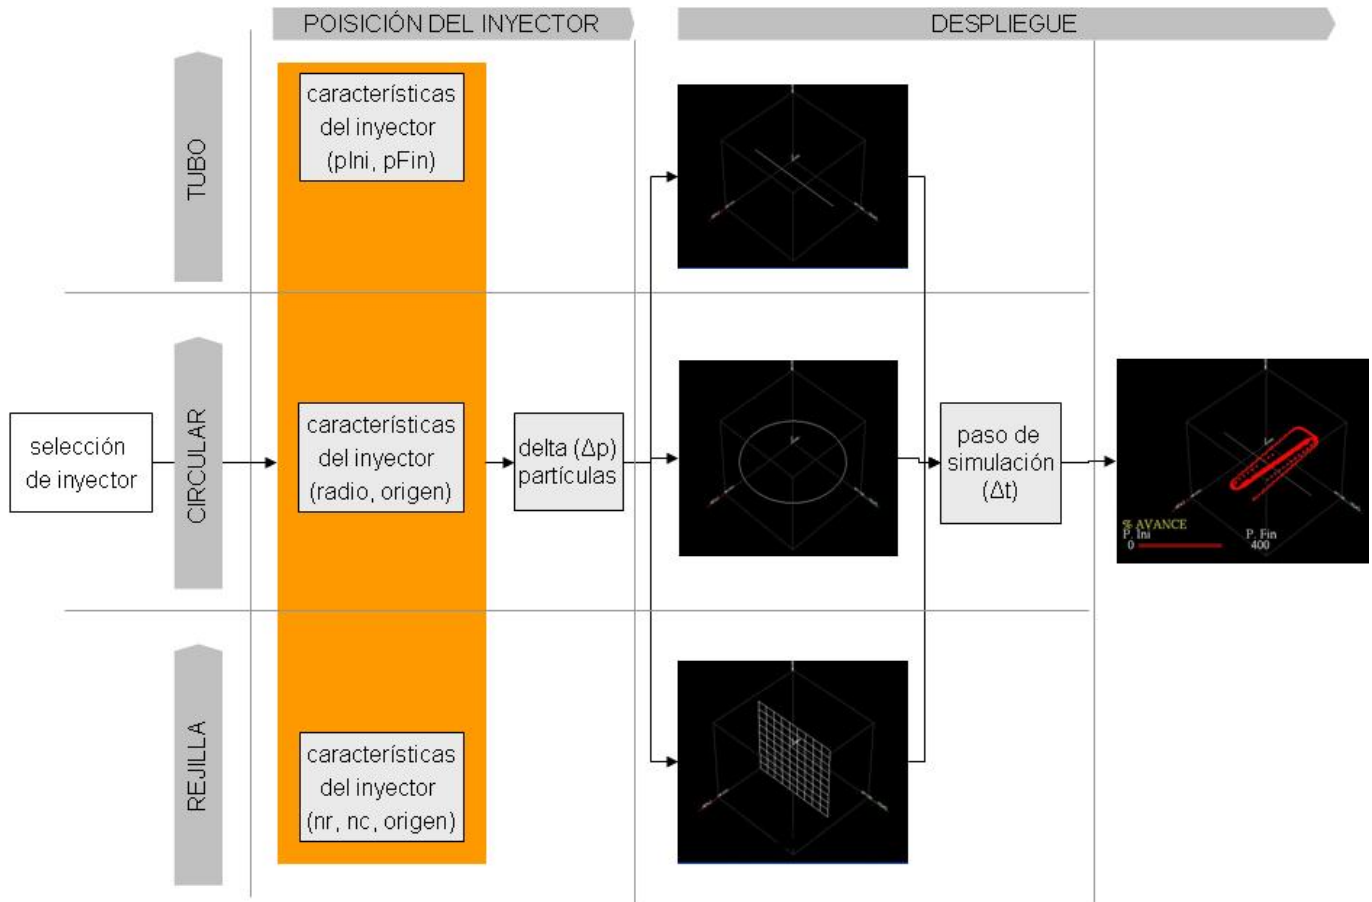 POISICIÓN DEL INYECTOR
DESPLIEGUE
TUBO
características
del inyector
(pIni, pFin)
CIRCULAR
selección
de inyector
características
del inyector
(radio, origen)
delta (Δp)
partículas
paso de
simulación
(Δt)
% AVANCE
P. Ini
P. Fin
0
400
REJILLA
características
del inyector
(nr, nc, origen)